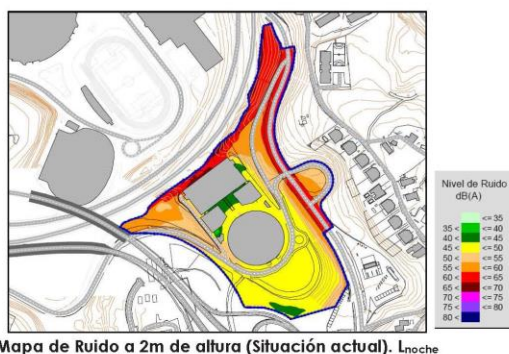 Nivel de Ruido
dB(A)
<= 35
35 < <= 40
40 < <= 45
45 < <= 50
50 < <= 55
55 < <= 60
60 < <= 65
65 < <= 70
70 < <= 75
75 < <= 80
80 <
Mapa de Ruido a 2m de altura (Situación actual). Lnoche